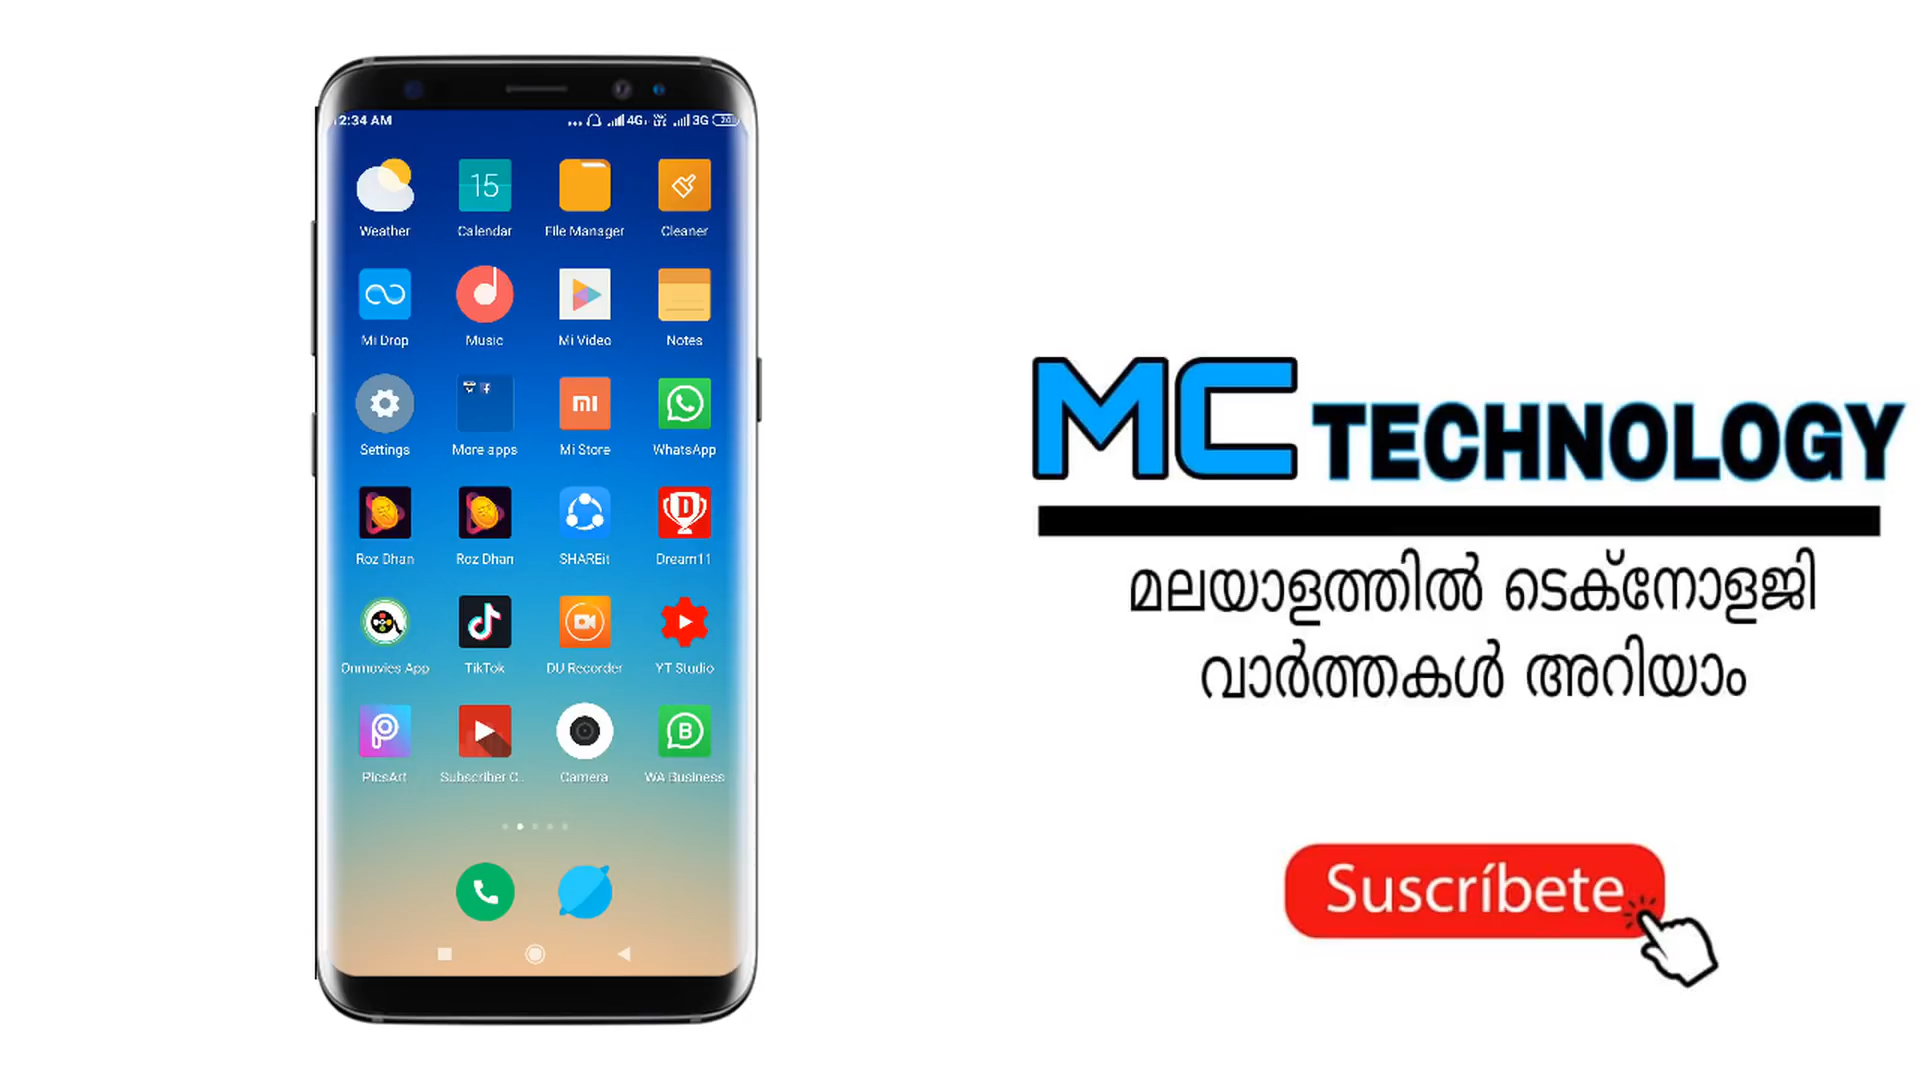 2:34 AM
4G
3G
15
Weather
Calendar
File Manager
Cleaner
Mi Drop
Music
Mi Video
Notes
Settings
More apps
Mi Store
WhatsApp
Roz Dhan
Roz Dhan
SHAREit
Dream11
Onmovies App
TikTok
DU Recorder
YT Studio
PicsArt
Subscriber C..
Camera
WA Business
MC TECHNOLOGY
മലയാളത്തിൽ ടെക്നോളജി
വാർത്തകൾ അറിയാം
Suscríbete